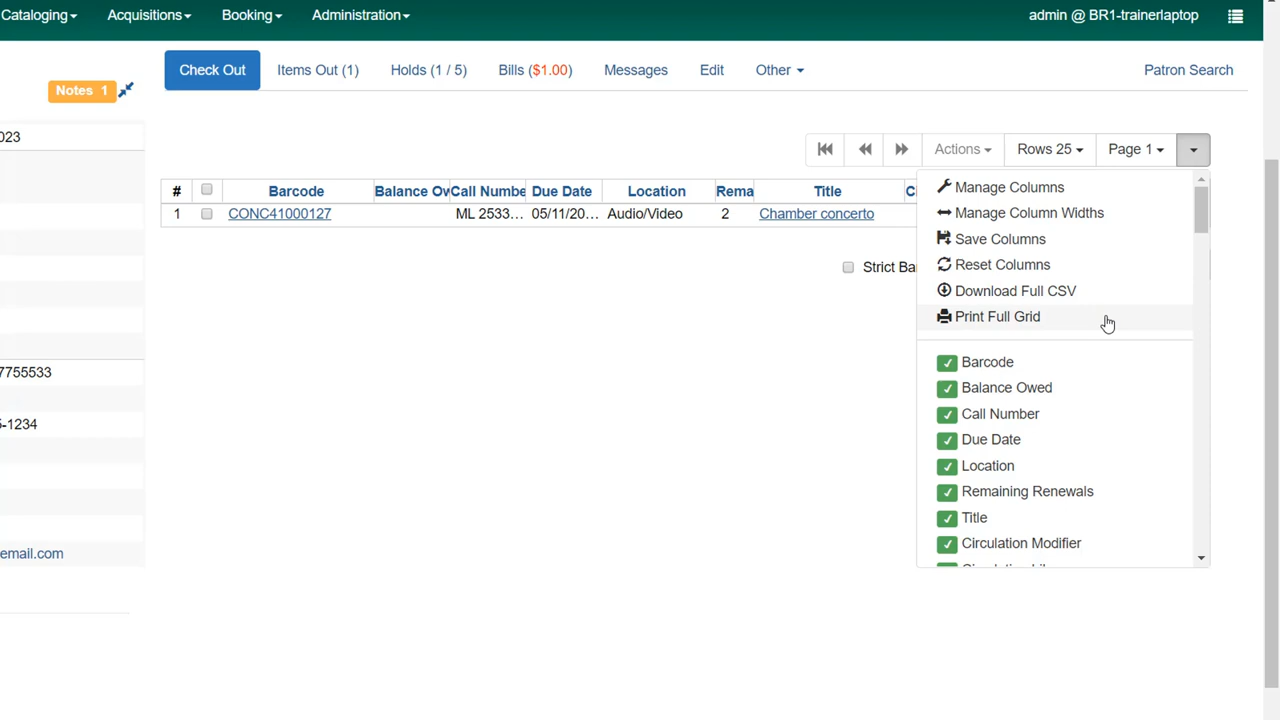 Cataloging Acquisitions Booking Administration admin @ BR1-trainerlaptop
Check Out Items Out (1) Holds (1 / 5) Bills ($1.00) Messages Edit Other Patron Search
Notes 1
023
Actions Rows 25 Page 1
# Barcode Balance Ow Call Numbe Due Date Location Rema Title C
1 CONC41000127 ML 2533... 05/11/20... Audio/Video 2 Chamber concerto
Strict Ba
Manage Columns
Manage Column Widths
Save Columns
Reset Columns
Download Full CSV
Print Full Grid
Barcode
7755533
Balance Owed
Call Number
5-1234
Due Date
Location
Remaining Renewals
Title
Circulation Modifier
email.com